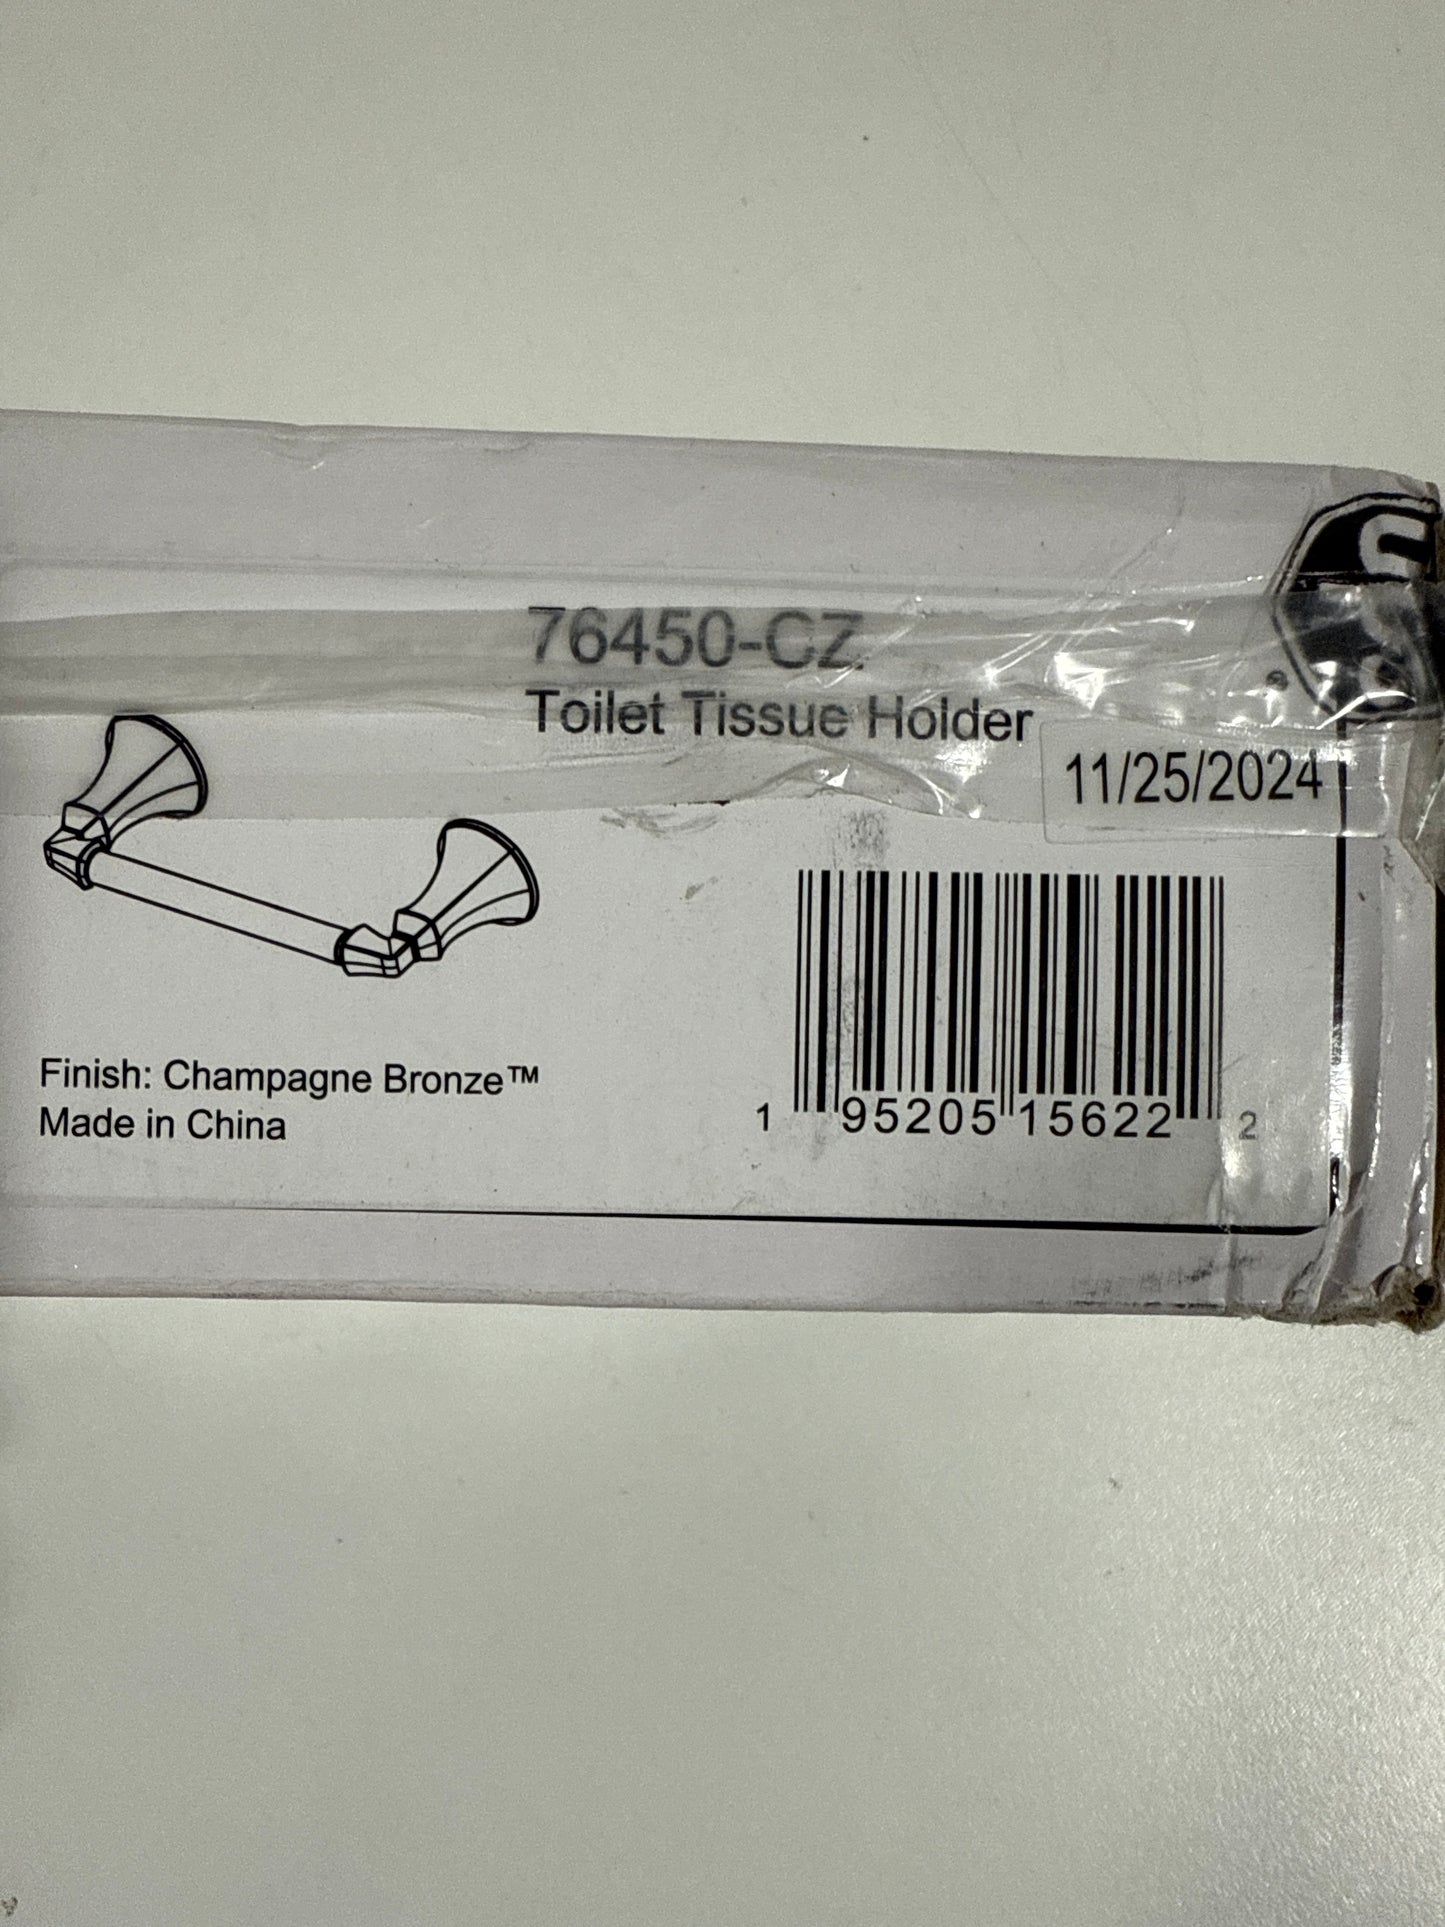 76450-CZ
Toilet Tissue Holder
11/25/2024
Finish: Champagne Bronze™
Made in China
1 95205 15622 2